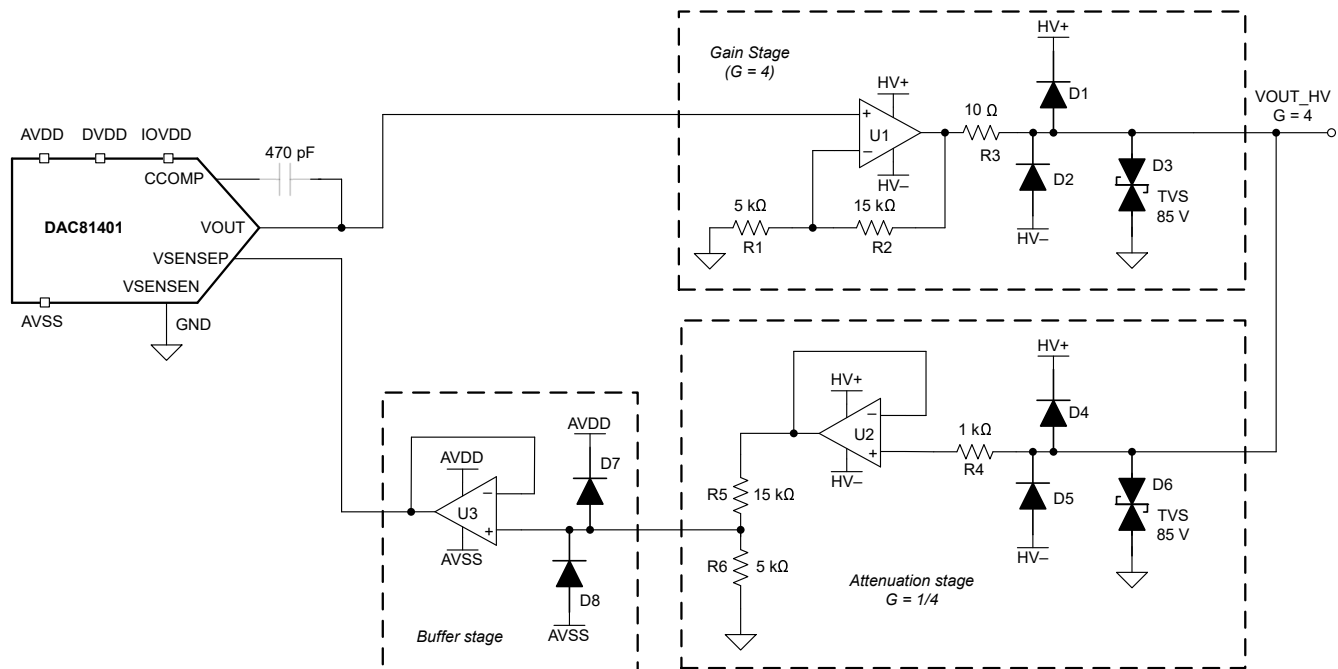 Gain Stage
(G = 4)
HV+
HV+
D1
VOUT_HV
G = 4
10 Ω
AVDD DVDD IOVDD
+
U1
–
R3
470 pF
CCOMP
HV–
D2
D3
TVS
85 V
DAC81401
VOUT
5 kΩ
15 kΩ
HV–
R1
R2
VSENSEP
VSENSEN
AVSS
GND
HV+
HV+
D4
AVDD
–
U2
+
1 kΩ
R4
D7
AVDD
HV–
D5
D6
TVS
85 V
R5
15 kΩ
–
U3
+
HV–
AVSS
R6
5 kΩ
D8
Attenuation stage
G = 1/4
AVSS
Buffer stage